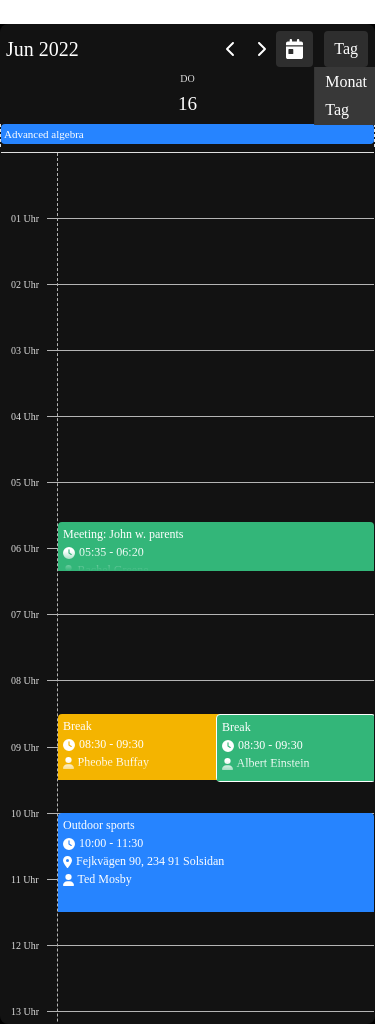 Jun 2022
Tag
Monat
Tag
DO
16
Advanced algebra
01 Uhr
02 Uhr
03 Uhr
04 Uhr
05 Uhr
Meeting: John w. parents
05:35 - 06:20
06 Uhr
07 Uhr
08 Uhr
Break
08:30 - 09:30
Pheobe Buffay
Break
08:30 - 09:30
Albert Einstein
09 Uhr
10 Uhr
Outdoor sports
10:00 - 11:30
Fejkvägen 90, 234 91 Solsidan
Ted Mosby
11 Uhr
12 Uhr
13 Uhr